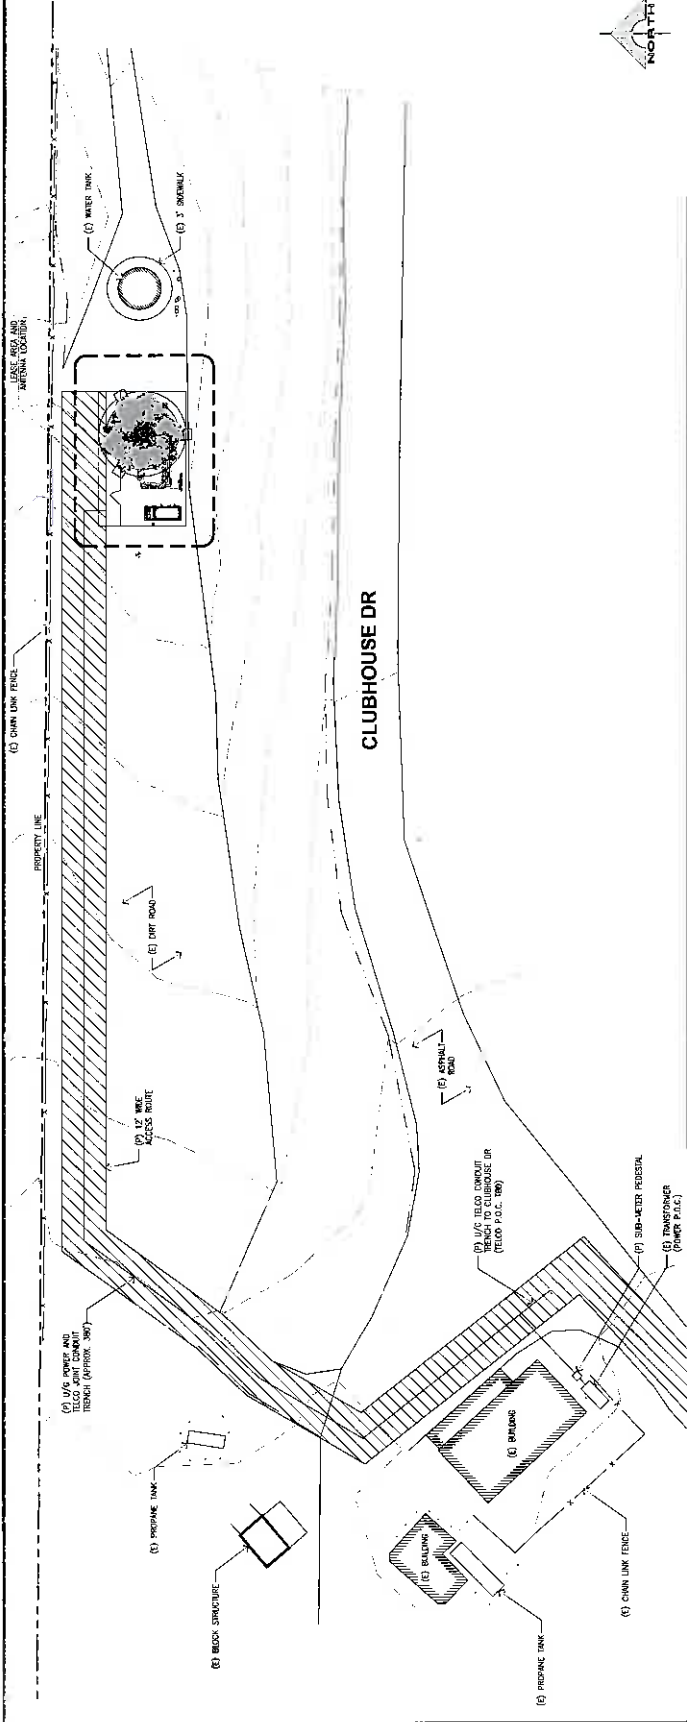 NORTH
(E) WATER TANK
(E) 3' SIDEWALK
LEASE AREA AND
ANTENNA LOCATION
(E) CHAIN LINK FENCE
PROPERTY LINE
CLUBHOUSE DR
(E) DIRT ROAD
(P) 12' WIDE
ACCESS ROUTE
(E) ASPHALT
ROAD
(P) U/G POWER AND
TELCO JOINT CONDUIT
TRENCH (APPROX. 380')
(P) U/G TELCO CONDUIT
TRENCH TO CLUBHOUSE DR
(TELCO P.O.C. TBD)
(P) SUB-METER PEDESTAL
(E) TRANSFORMER
(POWER P.O.C.)
(E) PROPANE TANK
(E) BLOCK STRUCTURE
(E) BUILDING
(E) BUILDING
(E) CHAIN LINK FENCE
(E) PROPANE TANK